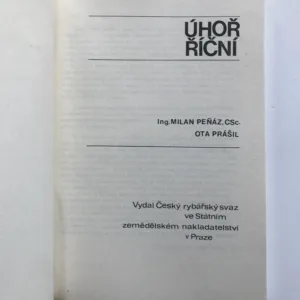 ÚHOŘ
ŘÍČNÍ
Ing.MILAN PEŇÁZ,CSc.
OTA PRÁŠIL
Vydal Český rybářský svaz
ve Státním
zemědělském nakladatelství
v Praze